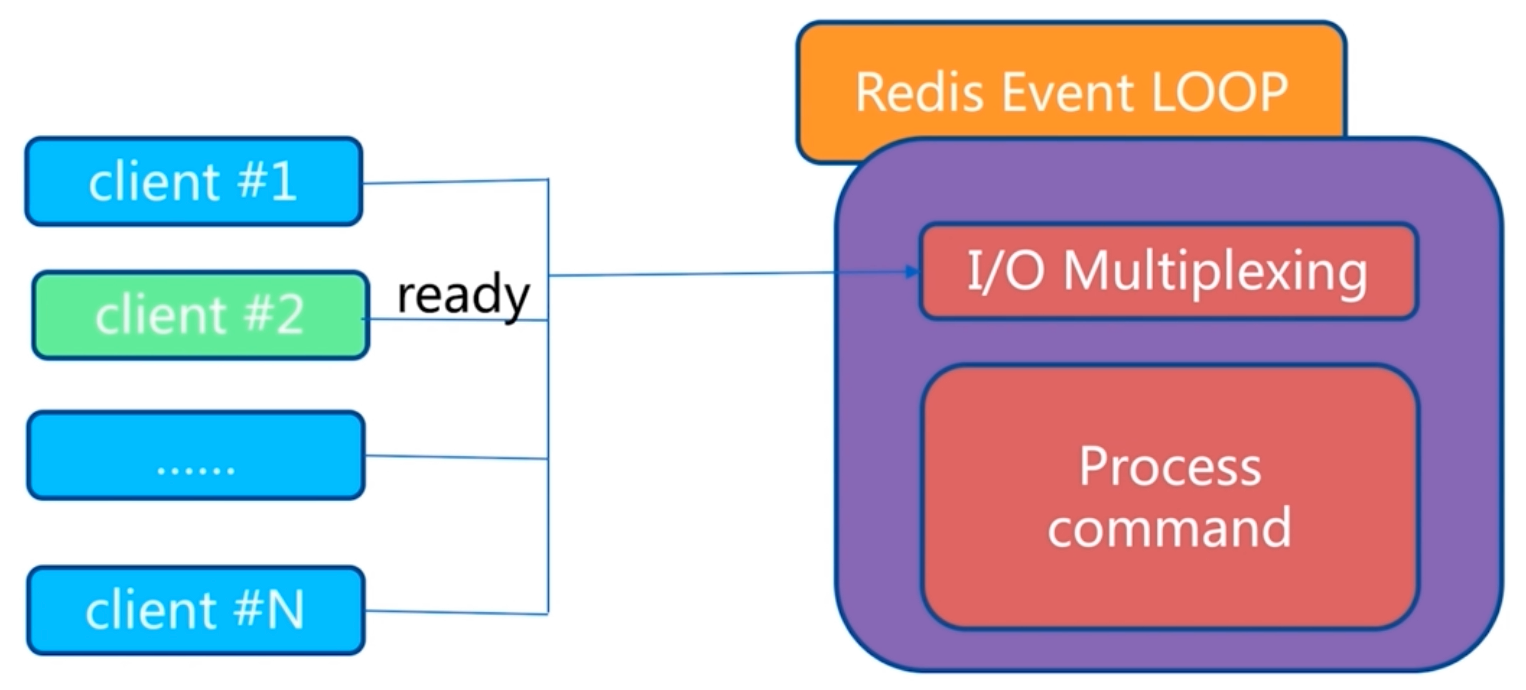 Redis Event LOOP
client #1
client #2
ready
......
client #N
I/O Multiplexing
Process
command